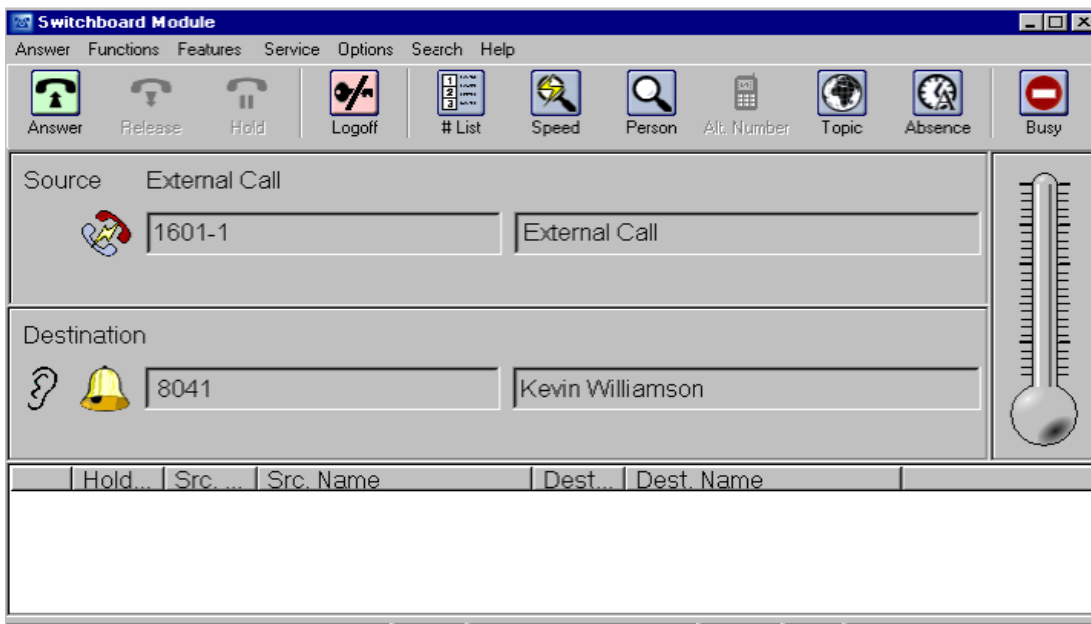 Switchboard Module
Answer Functions Features Service Options Search Help
Answer Release Hold Logoff # List Speed Person Alt. Number Topic Absence Busy
Source External Call
1601-1 External Call
Destination
8041 Kevin Williamson
Hold... Src. ... Src. Name Dest... Dest. Name